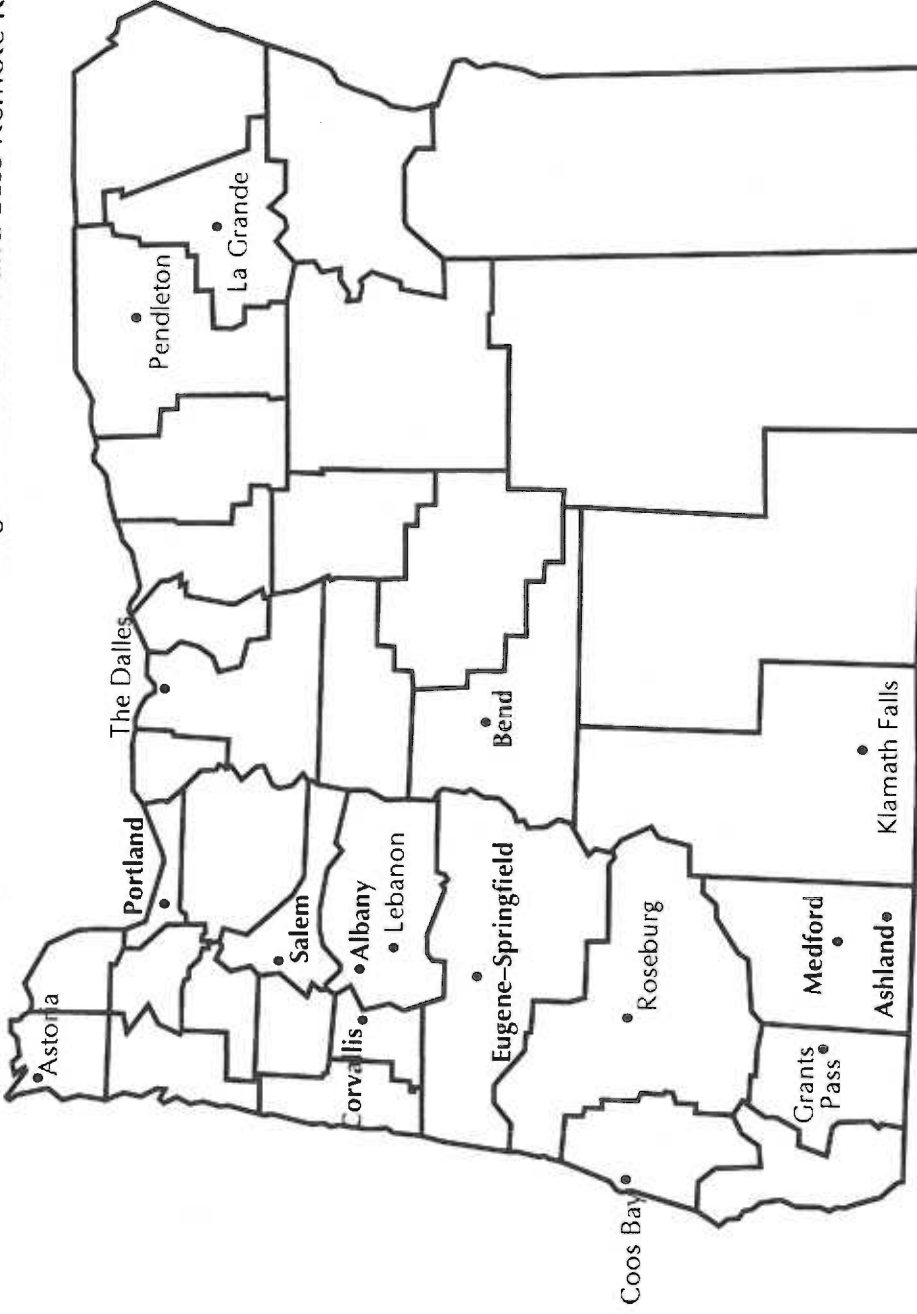 Astoria
Portland
The Dalles
Pendleton
La Grande
Salem
Albany
Lebanon
Corvallis
Eugene–Springfield
Bend
Roseburg
Coos Bay
Grants
Pass
Medford
Ashland
Klamath Falls